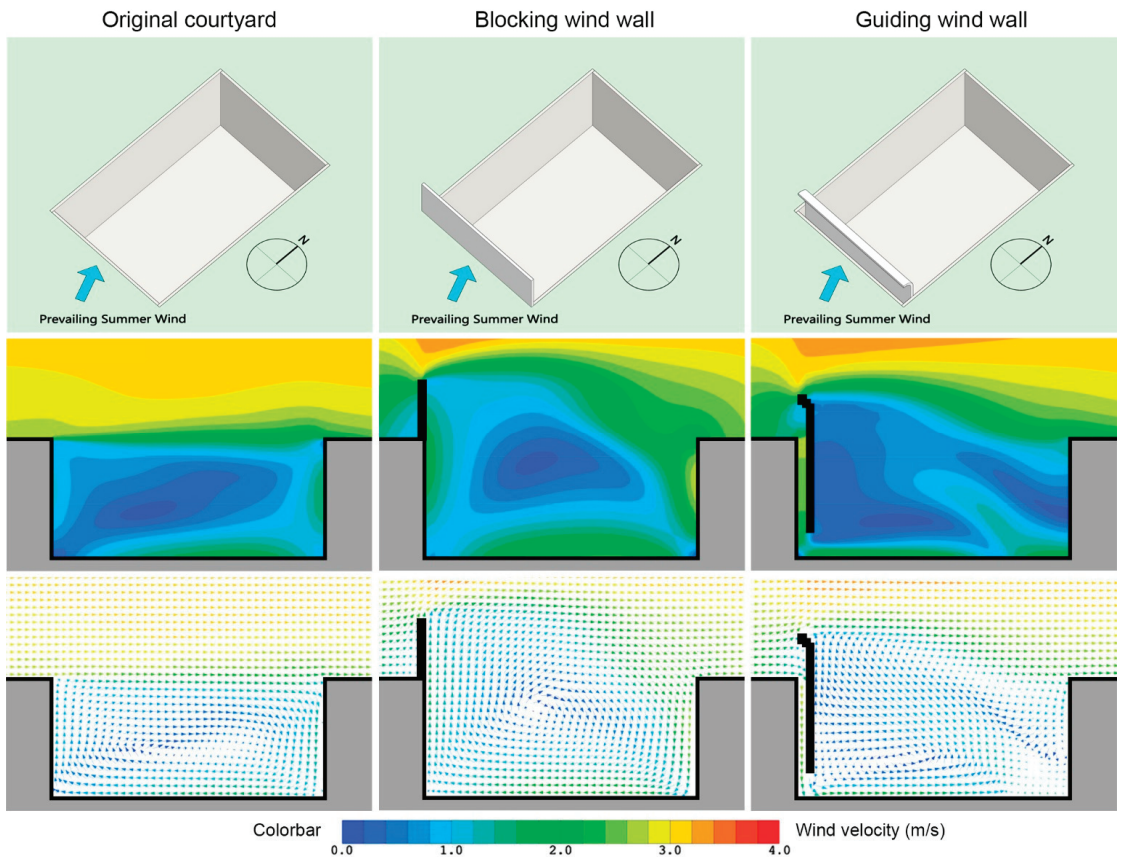 Original courtyard
Blocking wind wall
Guiding wind wall
N
Prevailing Summer Wind
N
Prevailing Summer Wind
N
Prevailing Summer Wind
Colorbar
Wind velocity (m/s)
0.0 1.0 2.0 3.0 4.0